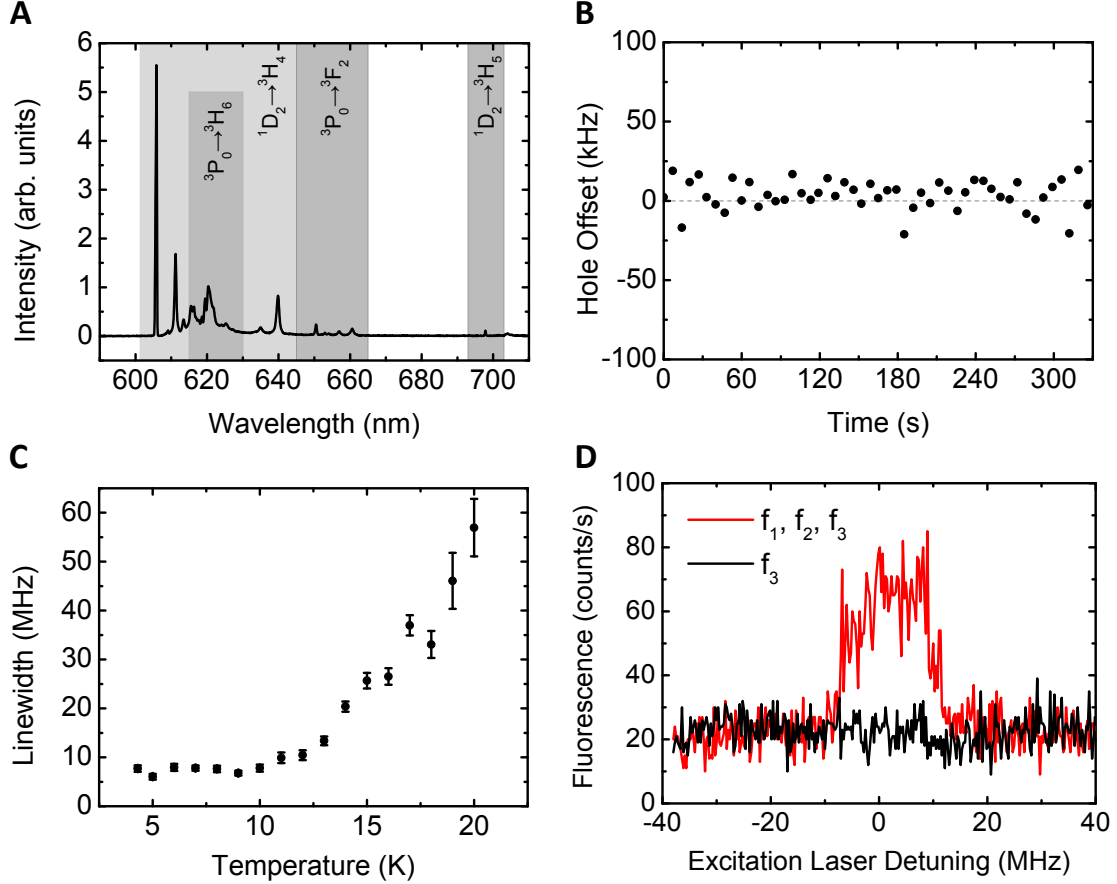 A
Intensity (arb. units)
6
5
4
3
2
1
0
³P₀→³H₆
¹D₂→³H₄
³P₀→³F₂
¹D₂→³H₅
600 620 640 660 680 700
Wavelength (nm)
B
Hole Offset (kHz)
100
50
0
-50
-100
0 60 120 180 240 300
Time (s)
C
Linewidth (MHz)
60
50
40
30
20
10
0
5 10 15 20
Temperature (K)
D
Fluorescence (counts/s)
100
80
60
40
20
0
f₁, f₂, f₃
f₃
-40 -20 0 20 40
Excitation Laser Detuning (MHz)